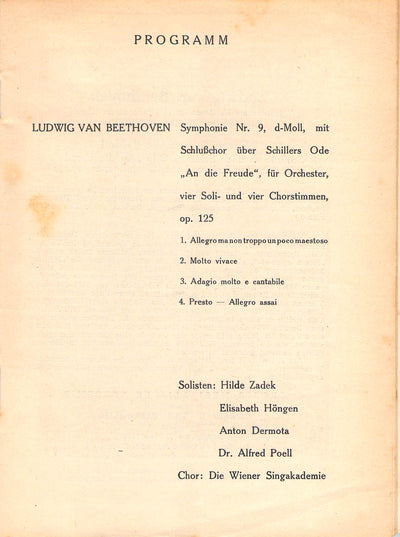 PROGRAMM
LUDWIG VAN BEETHOVEN Symphonie Nr. 9, d-Moll, mit
Schlußchor über Schillers Ode
„An die Freude“, für Orchester,
vier Soli- und vier Chorstimmen,
op. 125
1. Allegro ma non troppo un poco maestoso
2. Molto vivace
3. Adagio molto e cantabile
4. Presto — Allegro assai
Solisten: Hilde Zadek
Elisabeth Höngen
Anton Dermota
Dr. Alfred Poell
Chor: Die Wiener Singakademie